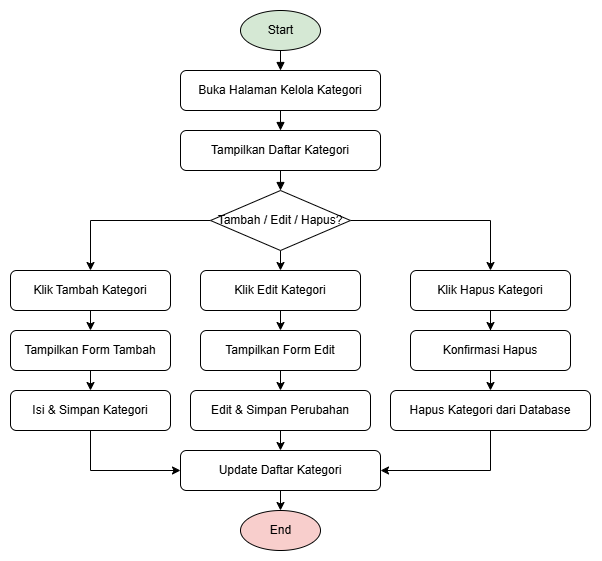 Start
Buka Halaman Kelola Kategori
Tampilkan Daftar Kategori
Tambah / Edit / Hapus?
Klik Tambah Kategori
Klik Edit Kategori
Klik Hapus Kategori
Tampilkan Form Tambah
Tampilkan Form Edit
Konfirmasi Hapus
Isi & Simpan Kategori
Edit & Simpan Perubahan
Hapus Kategori dari Database
Update Daftar Kategori
End